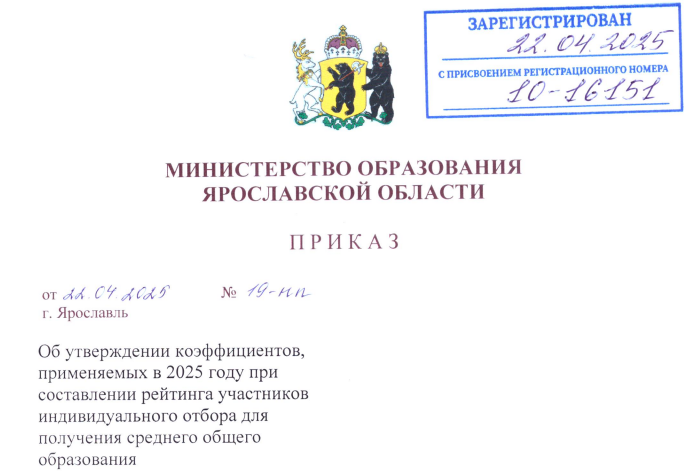 ЗАРЕГИСТРИРОВАН
22.04.2025
С ПРИСВОЕНИЕМ РЕГИСТРАЦИОННОГО НОМЕРА
10-16151
МИНИСТЕРСТВО ОБРАЗОВАНИЯ
ЯРОСЛАВСКОЙ ОБЛАСТИ
ПРИКАЗ
от 22.04.2025 № 19-нп
г. Ярославль
Об утверждении коэффициентов,
применяемых в 2025 году при
составлении рейтинга участников
индивидуального отбора для
получения среднего общего
образования